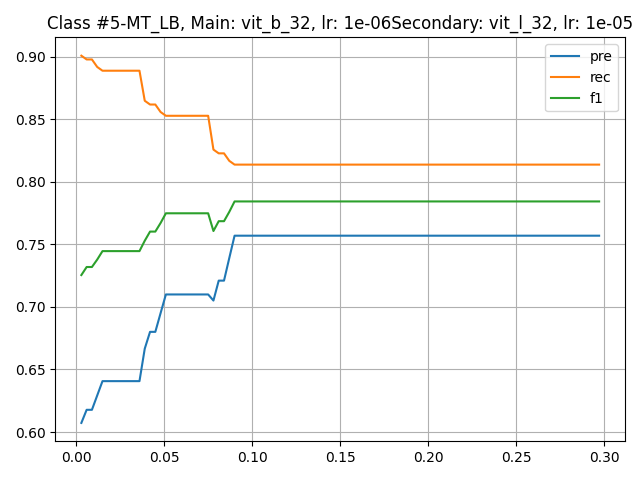 Class #5-MT_LB, Main: vit_b_32, lr: 1e-06Secondary: vit_l_32, lr: 1e-05
pre
rec
f1
0.90
0.85
0.80
0.75
0.70
0.65
0.60
0.00 0.05 0.10 0.15 0.20 0.25 0.30